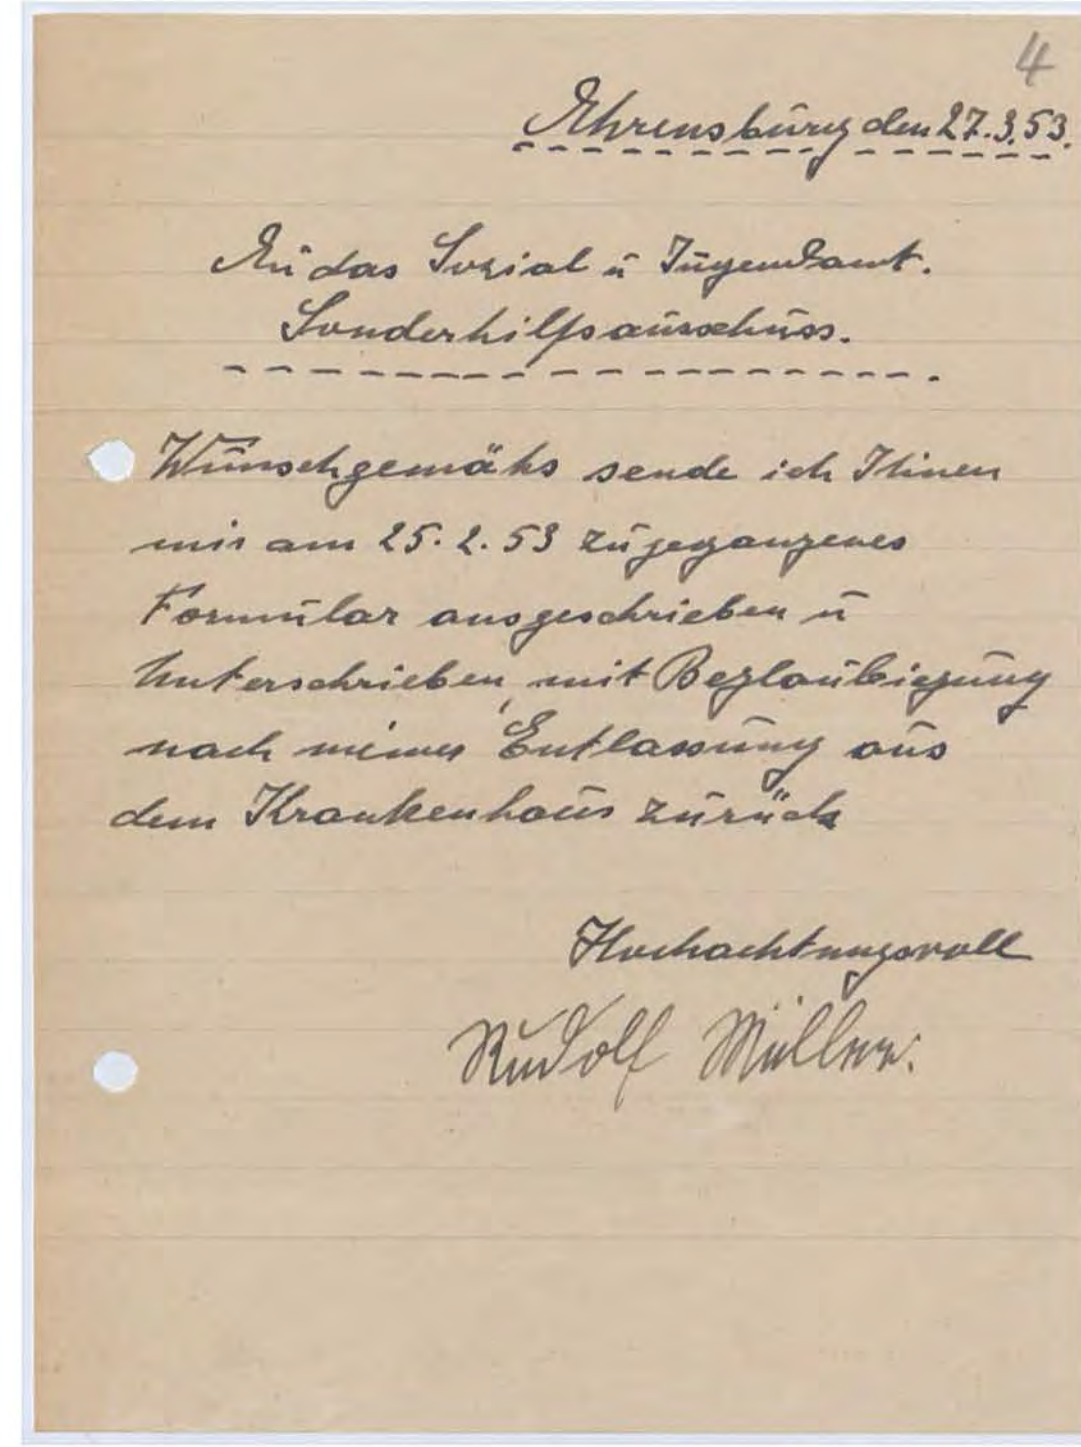 4
Ahrensburg den 27.3.53.
An das Sozial u Jugendamt.
Sonderhilfsausschuss.
Wunschgemähs sende ich Ihnen
mir am 25.2.53 zugegangenes
Formular ausgeschrieben u
Unterschrieben, mit Beglaubigung
nach meiner Entlassung aus
dem Krankenhaus zurück
Hochachtungsvoll
Rudolf Müller.